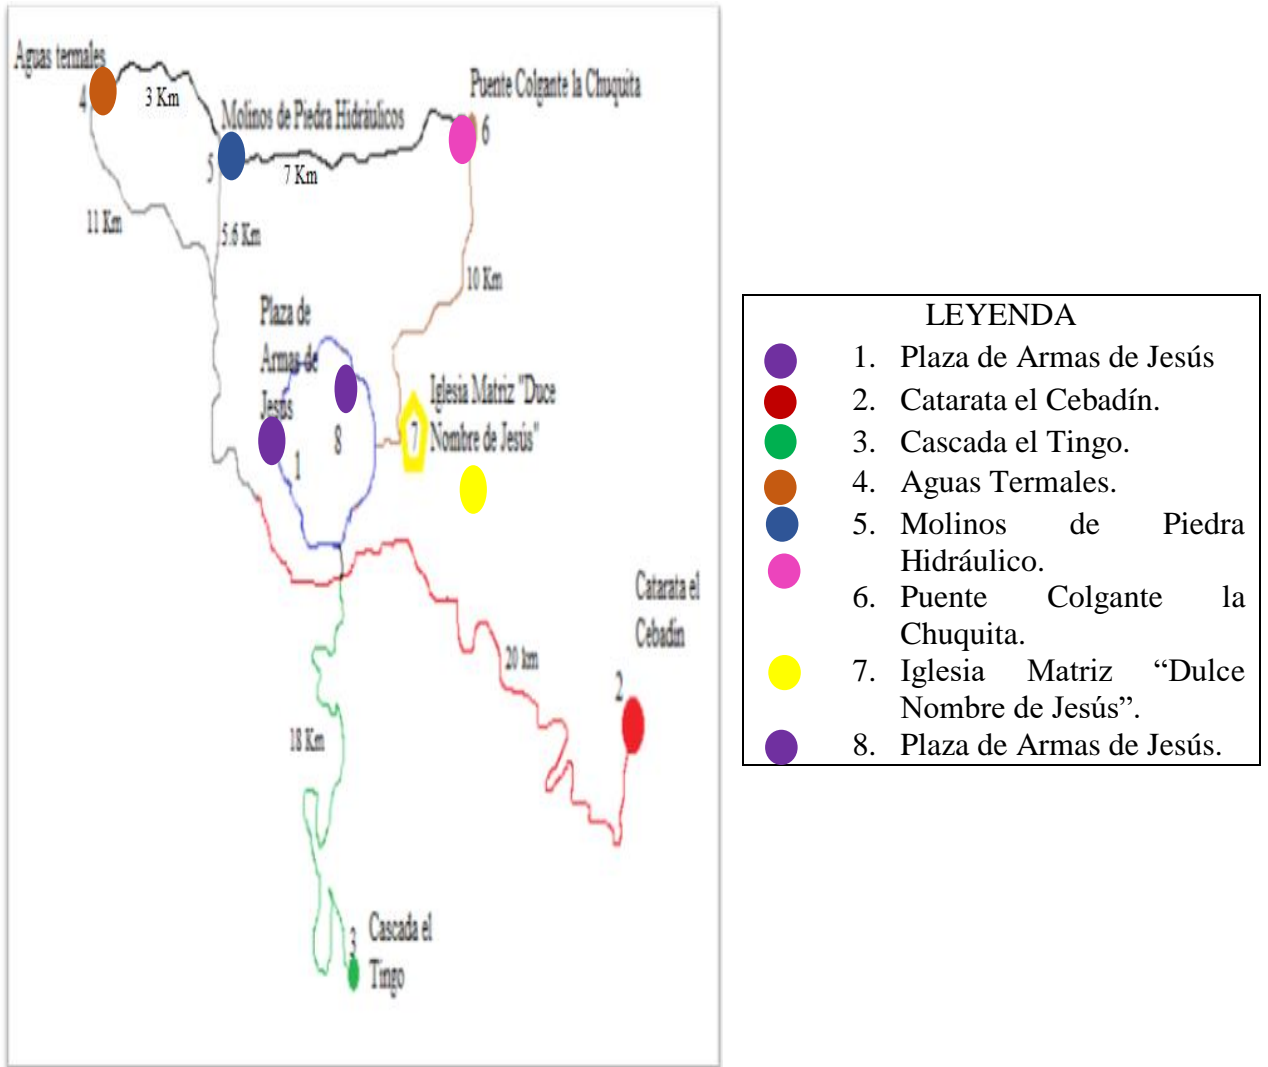 Aguas termales
4
3 Km
Molinos de Piedra Hidráulicos
5
Puente Colgante la Chuquita
6
7 Km
11 Km
5.6 Km
10 Km
Plaza de
Armas de
Jesús
1
8
7
Iglesia Matriz "Duce
Nombre de Jesús"
Catarata el
Cebadín
2
20 km
18 Km
3
Cascada el
Tingo
LEYENDA
1. Plaza de Armas de Jesús
2. Catarata el Cebadín.
3. Cascada el Tingo.
4. Aguas Termales.
5. Molinos de Piedra
Hidráulico.
6. Puente Colgante la
Chuquita.
7. Iglesia Matriz “Dulce
Nombre de Jesús”.
8. Plaza de Armas de Jesús.